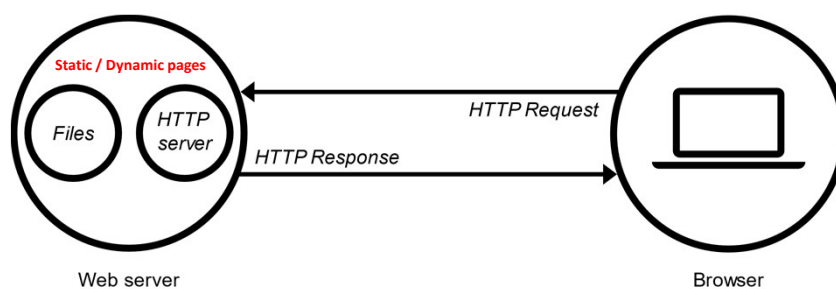 Static / Dynamic pages
Files
HTTP
server
HTTP Request
HTTP Response
Web server
Browser